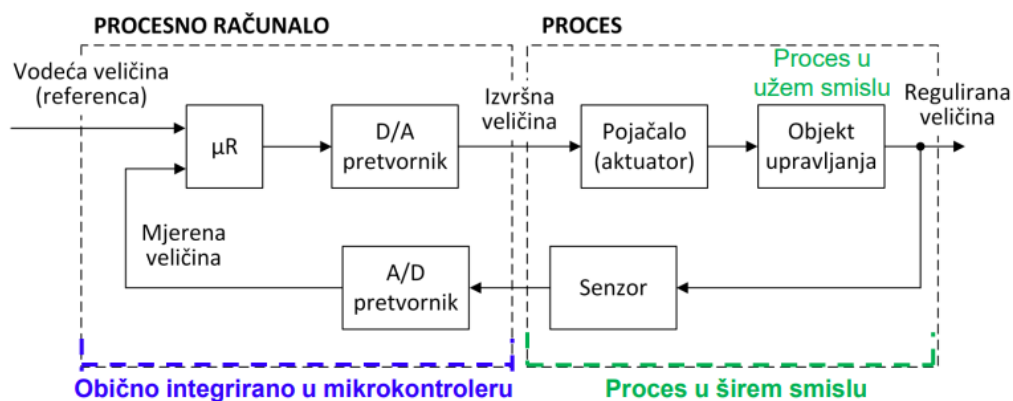 PROCESNO RAČUNALO
PROCES
Vodeća veličina
(referenca)
µR
D/A
pretvornik
Izvršna
veličina
Pojačalo
(aktuator)
Proces u
užem smislu
Objekt
upravljanja
Regulirana
veličina
Mjerena
veličina
A/D
pretvornik
Senzor
Obično integrirano u mikrokontroleru
Proces u širem smislu